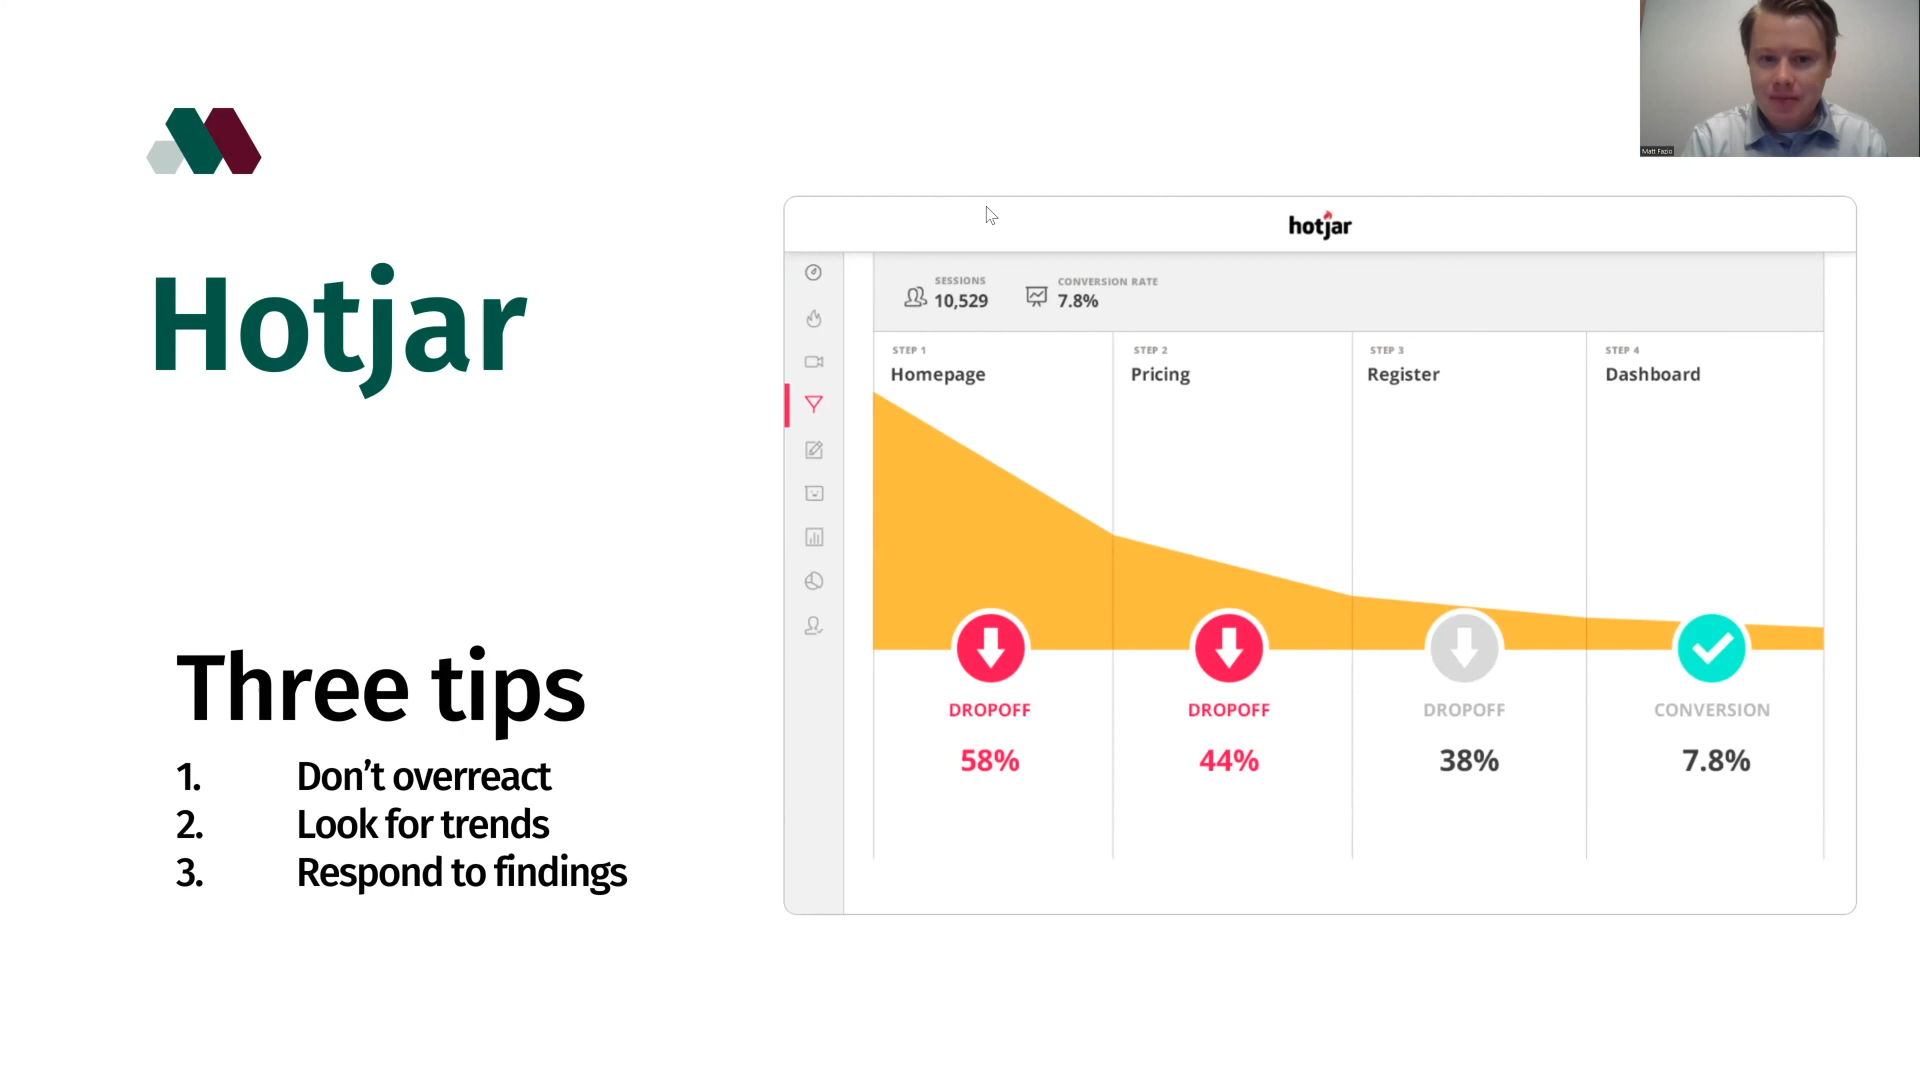 Matt Fazio
Hotjar
hotjar
SESSIONS
10,529
CONVERSION RATE
7.8%
STEP 1
Homepage
STEP 2
Pricing
STEP 3
Register
STEP 4
Dashboard
DROPOFF
58%
DROPOFF
44%
DROPOFF
38%
CONVERSION
7.8%
Three tips
1. Don’t overreact
2. Look for trends
3. Respond to findings